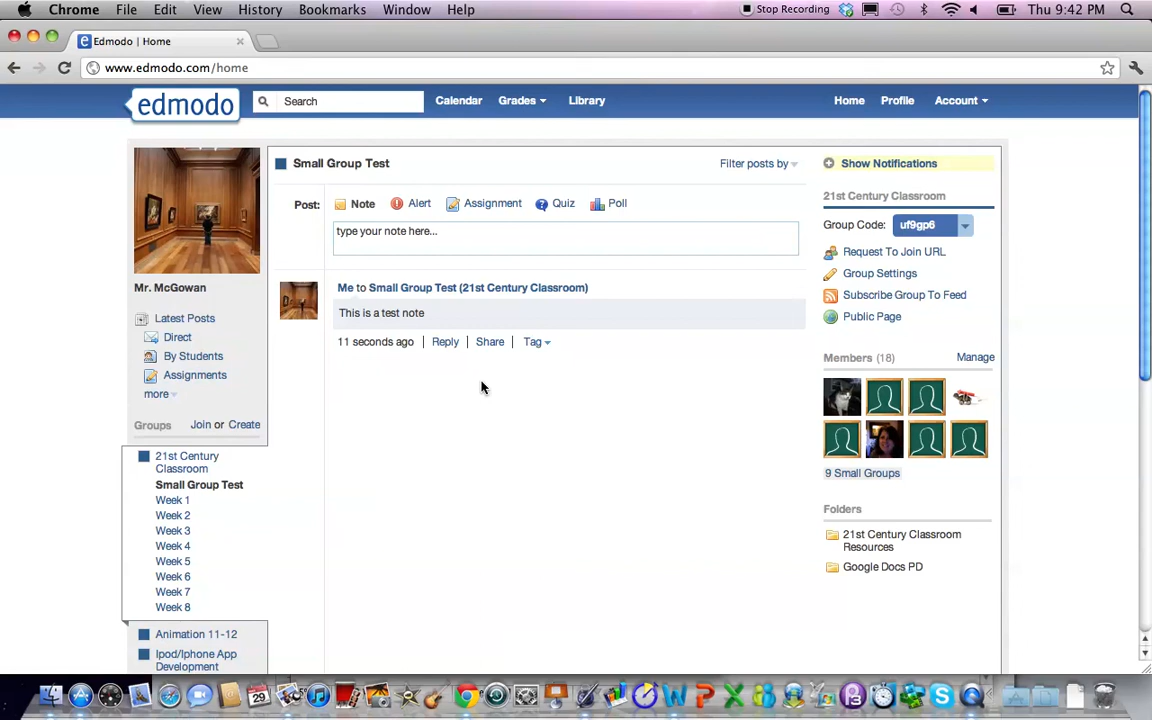 Chrome File Edit View History Bookmarks Window Help Stop Recording Thu 9:42 PM
Edmodo | Home
www.edmodo.com/home
edmodo Search Calendar Grades Library Home Profile Account
Small Group Test Filter posts by Show Notifications
Post: Note Alert Assignment Quiz Poll
type your note here...
Me to Small Group Test (21st Century Classroom)
This is a test note
11 seconds ago | Reply | Share | Tag
Mr. McGowan
Latest Posts
Direct
By Students
Assignments
more
Groups Join or Create
21st Century
Classroom
Small Group Test
Week 1
Week 2
Week 3
Week 4
Week 5
Week 6
Week 7
Week 8
Animation 11-12
Ipod/Iphone App
Development
21st Century Classroom
Group Code: uf9gp6
Request To Join URL
Group Settings
Subscribe Group To Feed
Public Page
Members (18) Manage
9 Small Groups
Folders
21st Century Classroom
Resources
Google Docs PD